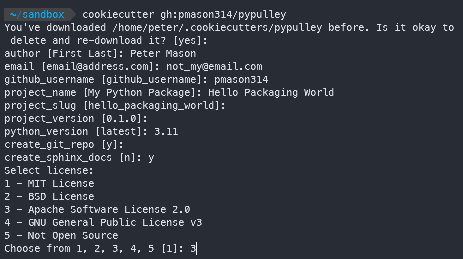 ~/sandbox cookiecutter gh:pmason314/pypulley
You've downloaded /home/peter/.cookiecutters/pypulley before. Is it okay to
 delete and re-download it? [yes]:
author [First Last]: Peter Mason
email [email@address.com]: not_my@email.com
github_username [github_username]: pmason314
project_name [My Python Package]: Hello Packaging World
project_slug [hello_packaging_world]:
project_version [0.1.0]:
python_version [latest]: 3.11
create_git_repo [y]:
create_sphinx_docs [n]: y
Select license:
1 - MIT License
2 - BSD License
3 - Apache Software License 2.0
4 - GNU General Public License v3
5 - Not Open Source
Choose from 1, 2, 3, 4, 5 [1]: 3